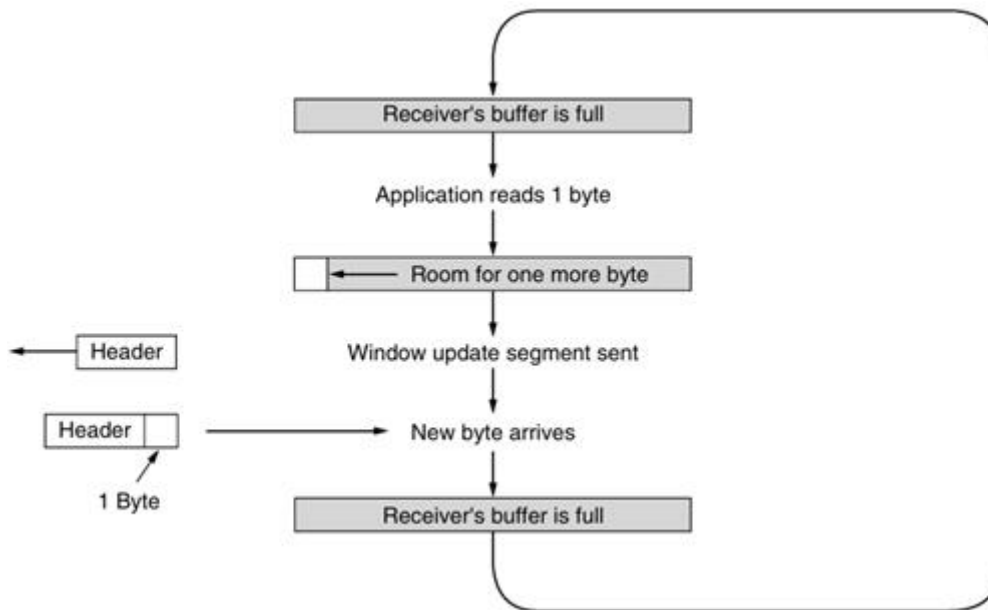 Receiver's buffer is full
Application reads 1 byte
Room for one more byte
Header
Window update segment sent
Header
New byte arrives
1 Byte
Receiver's buffer is full